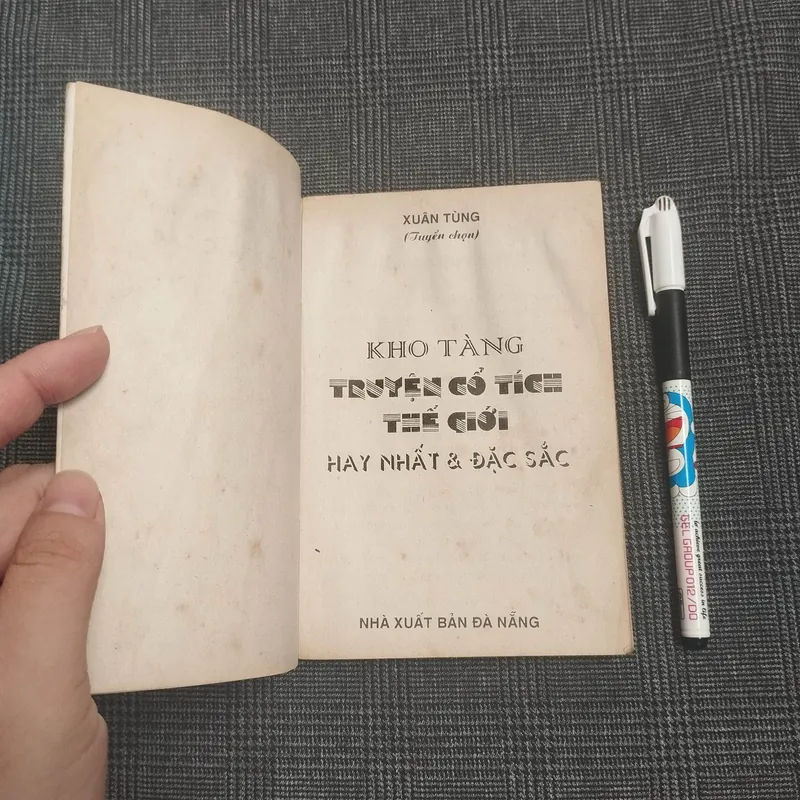 XUÂN TÙNG
(Tuyển chọn)
KHO TÀNG
TRUYỆN CỔ TÍCH
THẾ GIỚI
HAY NHẤT & ĐẶC SẮC
NHÀ XUẤT BẢN ĐÀ NẴNG
GEL GROUP 012/DO